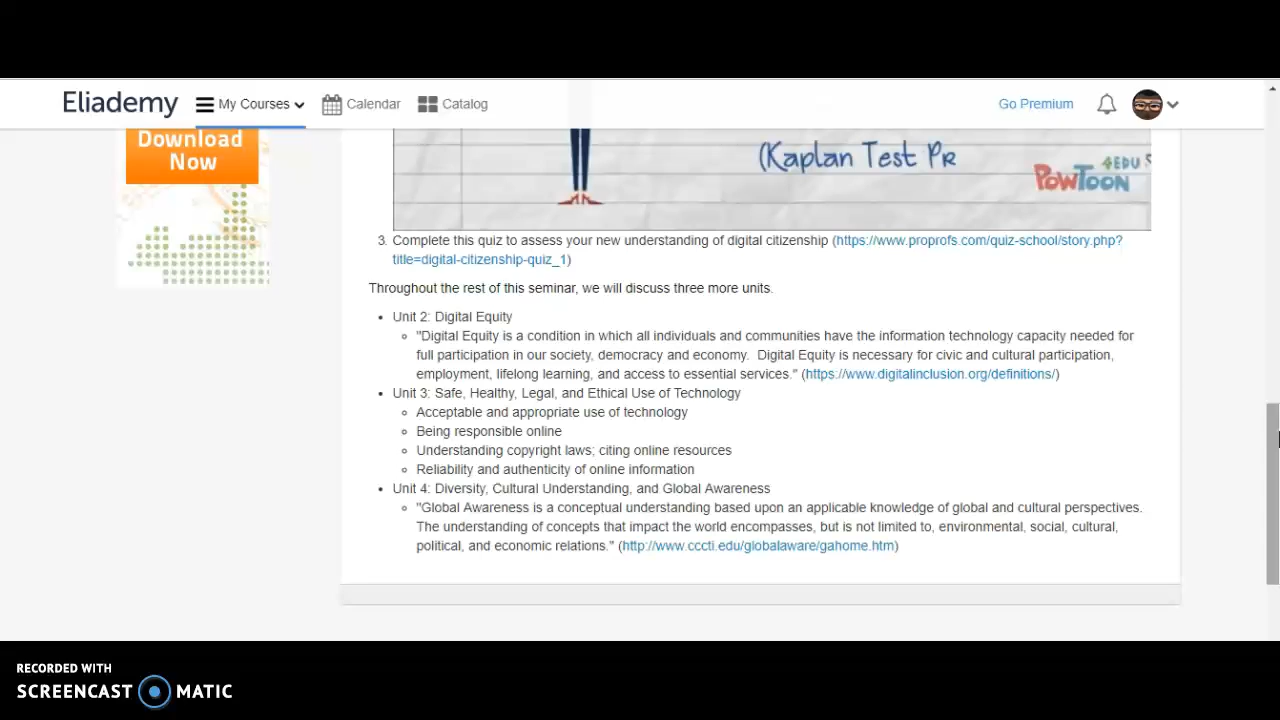 Eliademy My Courses Calendar Catalog Go Premium
Download
Now
(Kaplan Test Pr
4EDU
PowToon
3. Complete this quiz to assess your new understanding of digital citizenship (https://www.proprofs.com/quiz-school/story.php?
title=digital-citizenship-quiz_1)
Throughout the rest of this seminar, we will discuss three more units.
Unit 2: Digital Equity
"Digital Equity is a condition in which all individuals and communities have the information technology capacity needed for
full participation in our society, democracy and economy. Digital Equity is necessary for civic and cultural participation,
employment, lifelong learning, and access to essential services." (https://www.digitalinclusion.org/definitions/)
Unit 3: Safe, Healthy, Legal, and Ethical Use of Technology
Acceptable and appropriate use of technology
Being responsible online
Understanding copyright laws; citing online resources
Reliability and authenticity of online information
Unit 4: Diversity, Cultural Understanding, and Global Awareness
"Global Awareness is a conceptual understanding based upon an applicable knowledge of global and cultural perspectives.
The understanding of concepts that impact the world encompasses, but is not limited to, environmental, social, cultural,
political, and economic relations." (http://www.cccti.edu/globalaware/gahome.htm)
RECORDED WITH
SCREENCAST MATIC